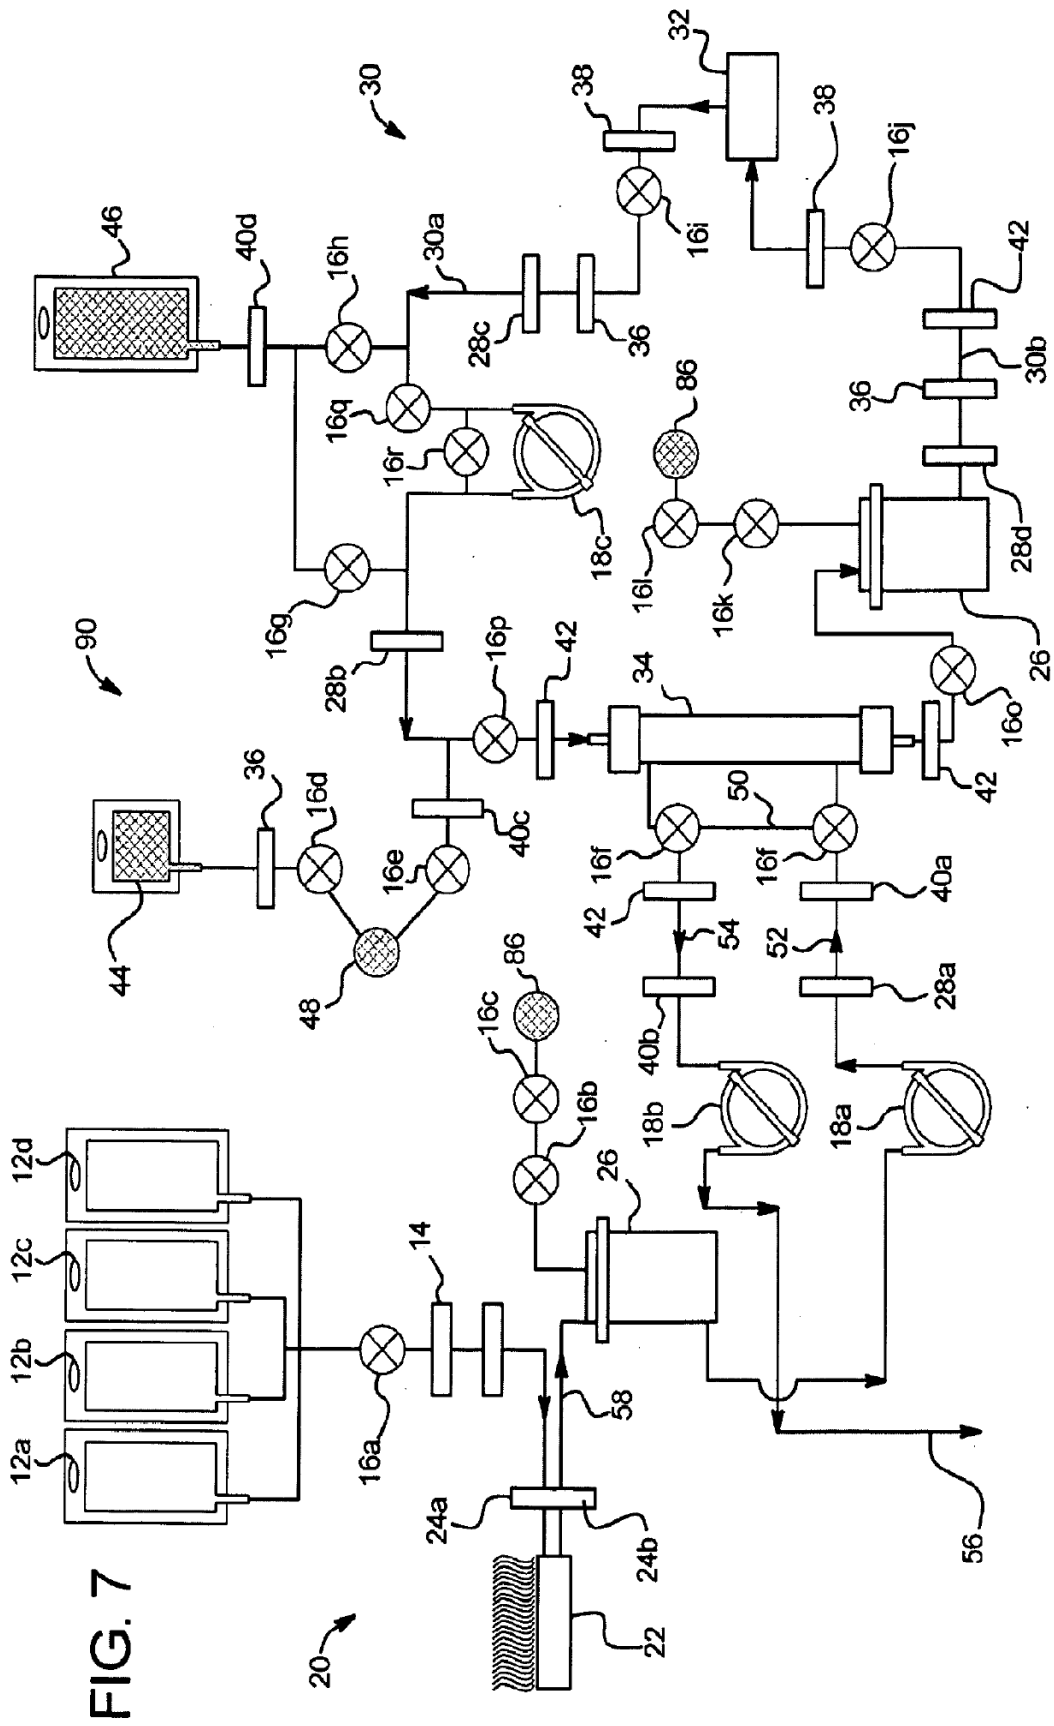 12a
12b
12c
12d
FIG. 7
44
90
46
20
48
36
16d
16g
28b
40d
16h
16a
14
16e
16r
16q
30
24a
16c
86
40c
16p
28c
30a
16b
42
16f
42
18c
36
38
24b
58
26
40b
34
16l
86
16i
32
22
18b
54
50
16k
52
16f
38
18a
36
16j
56
28a
40a
42
16o
26
28d
30b
42